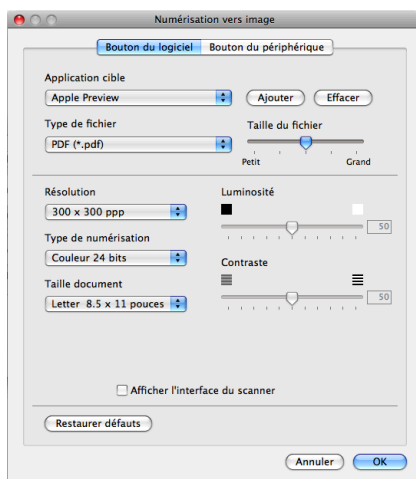 Numérisation vers image
Bouton du logiciel Bouton du périphérique
Application cible
Apple Preview Ajouter Effacer
Type de fichier Taille du fichier
PDF (*.pdf)
Petit Grand
Résolution Luminosité
300 x 300 ppp
50
Type de numérisation
Couleur 24 bits
Contraste
Taille document
Letter 8.5 x 11 pouces 50
Afficher l'interface du scanner
Restaurer défauts
Annuler OK